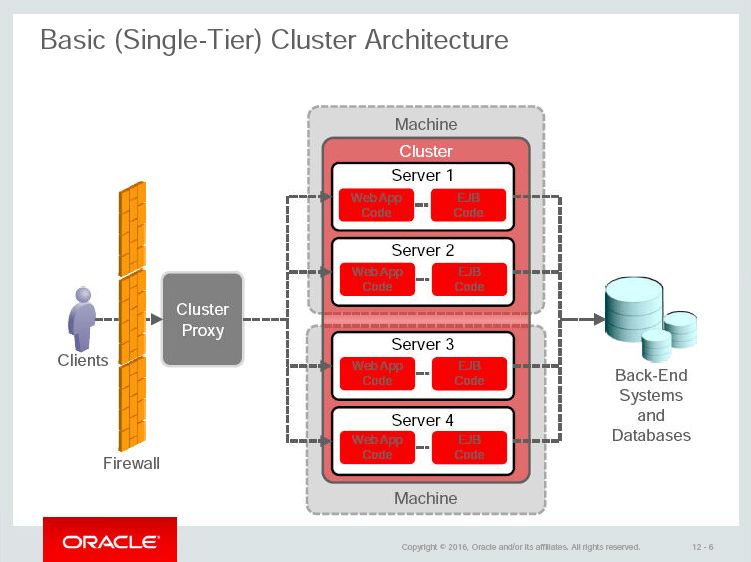 Basic (Single-Tier) Cluster Architecture
Machine
Cluster
Server 1
Web App
Code
EJB
Code
Server 2
Web App
Code
EJB
Code
Cluster
Proxy
Clients
Firewall
Server 3
Web App
Code
EJB
Code
Server 4
Web App
Code
EJB
Code
Machine
Back-End
Systems
and
Databases
ORACLE®
Copyright © 2016, Oracle and/or its affiliates. All rights reserved.
12 - 6